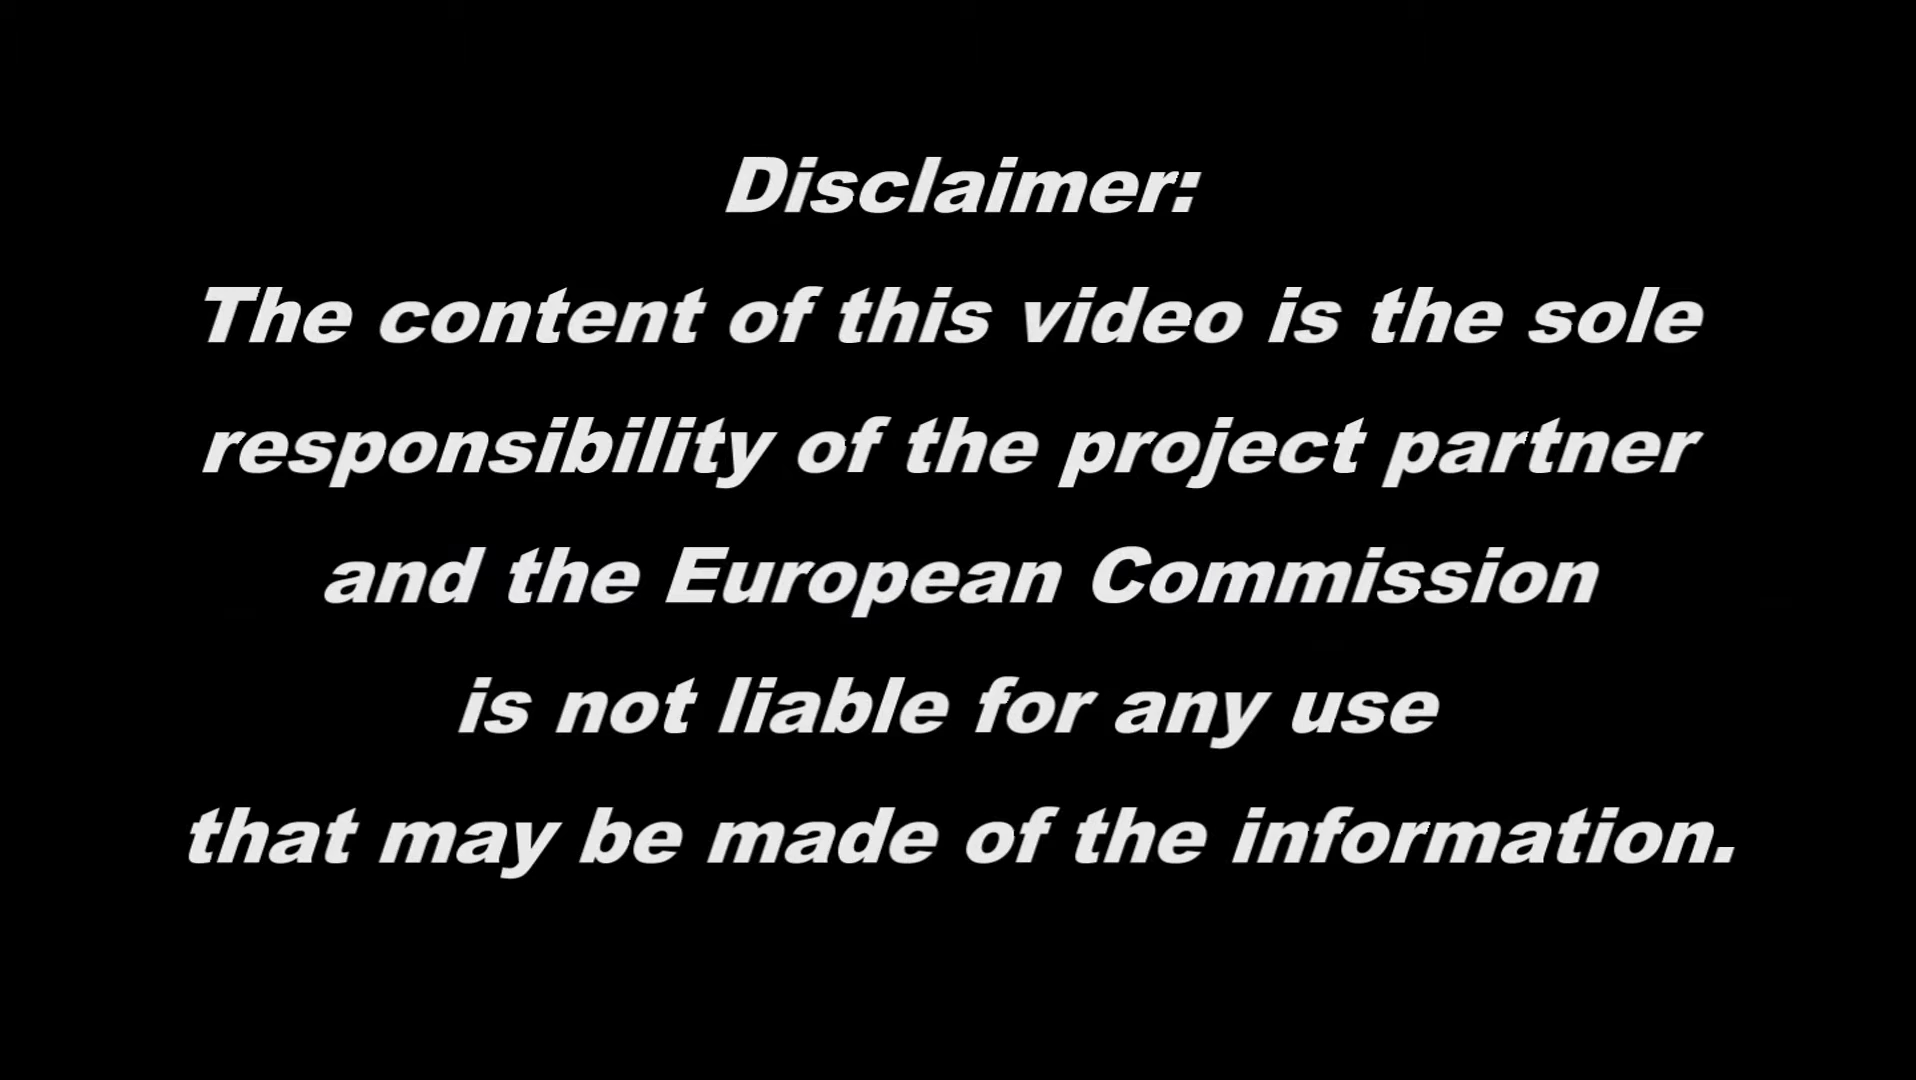 Disclaimer:
The content of this video is the sole
responsibility of the project partner
and the European Commission
is not liable for any use
that may be made of the information.